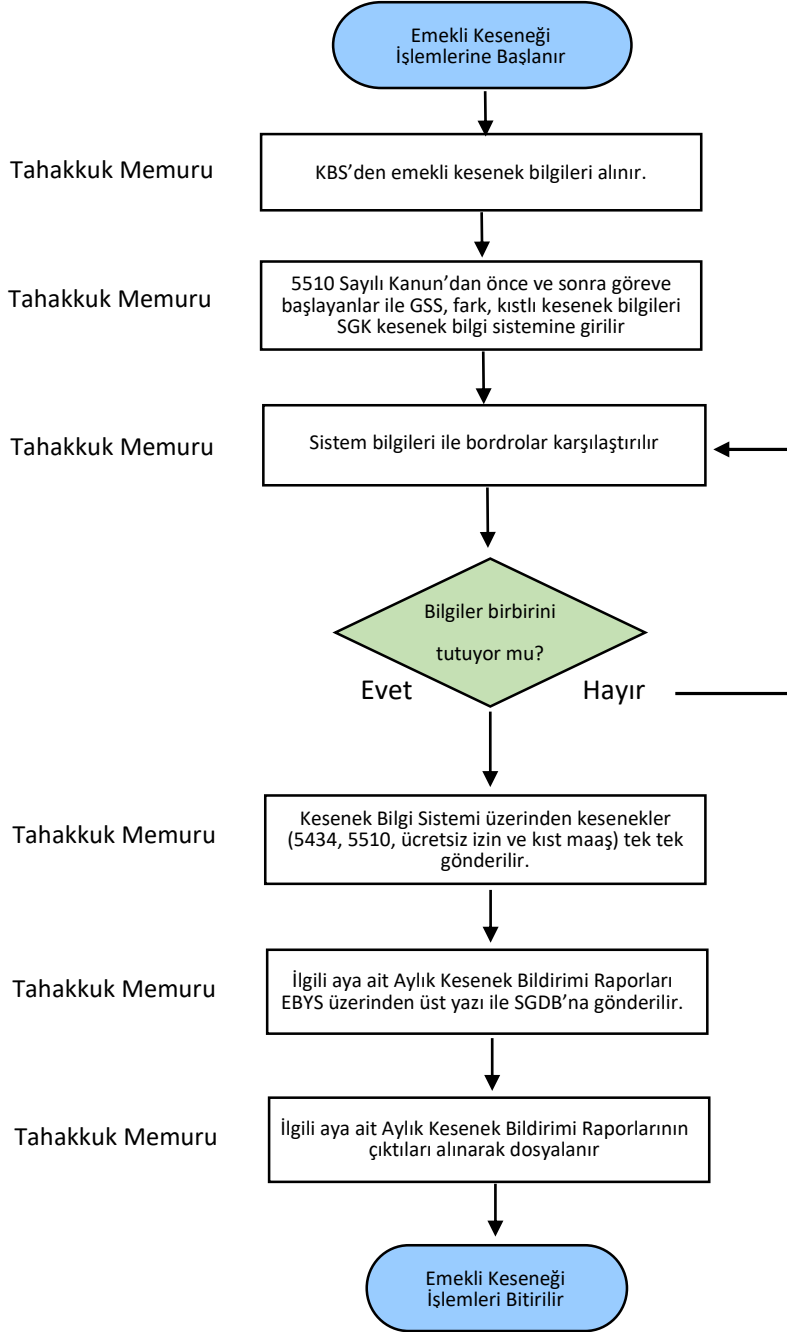 Emekli Keseneği
İşlemlerine Başlanır
Tahakkuk Memuru
KBS’den emekli kesenek bilgileri alınır.
Tahakkuk Memuru
5510 Sayılı Kanun’dan önce ve sonra göreve
başlayanlar ile GSS, fark, kıstlı kesenek bilgileri
SGK kesenek bilgi sistemine girilir
Tahakkuk Memuru
Sistem bilgileri ile bordrolar karşılaştırılır
Bilgiler birbirini
tutuyor mu?
Evet
Hayır
Tahakkuk Memuru
Kesenek Bilgi Sistemi üzerinden kesenekler
(5434, 5510, ücretsiz izin ve kıst maaş) tek tek
gönderilir.
Tahakkuk Memuru
İlgili aya ait Aylık Kesenek Bildirimi Raporları
EBYS üzerinden üst yazı ile SGDB’na gönderilir.
Tahakkuk Memuru
İlgili aya ait Aylık Kesenek Bildirimi Raporlarının
çıktıları alınarak dosyalanır
Emekli Keseneği
İşlemleri Bitirilir